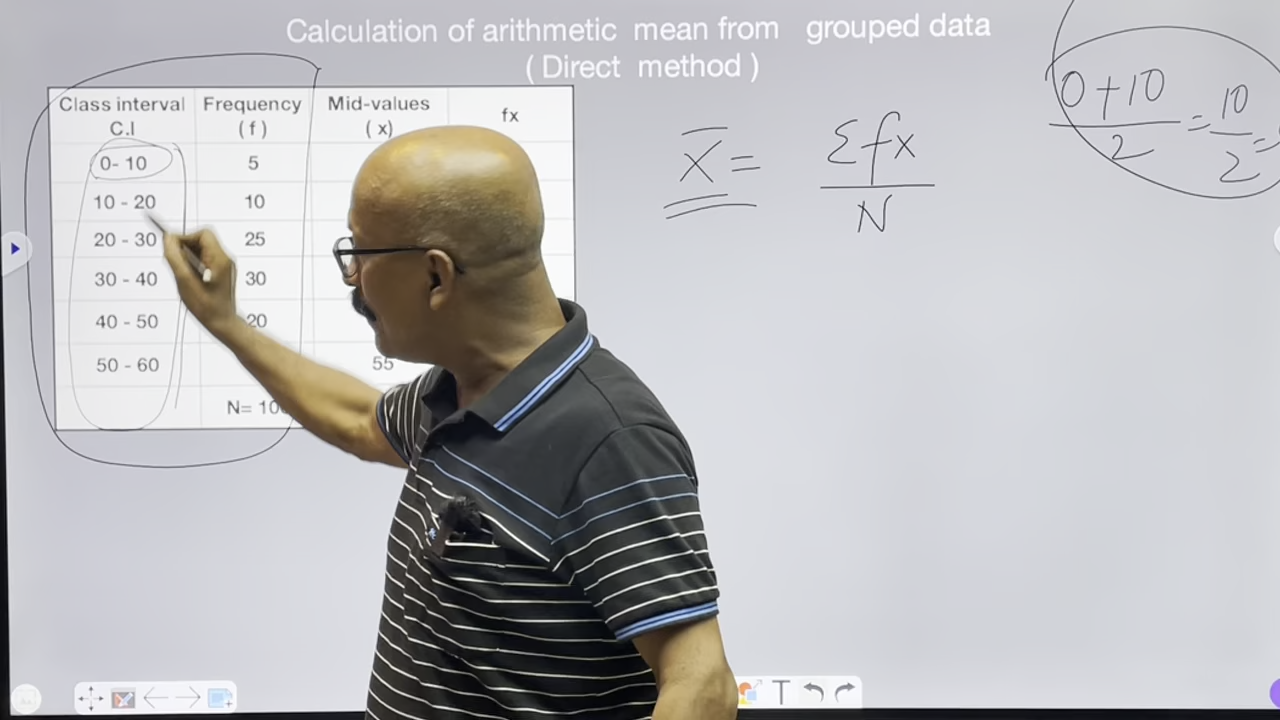 Calculation of arithmetic mean from grouped data
( Direct method )
Class interval C.I Frequency ( f ) Mid-values ( x ) fx
0- 10 5
10 - 20 10
20 - 30 25
30 - 40 30
40 - 50 20
50 - 60 55
N= 10
X̄ = Σfx / N
0+10 / 2 = 10 / 2 =
T